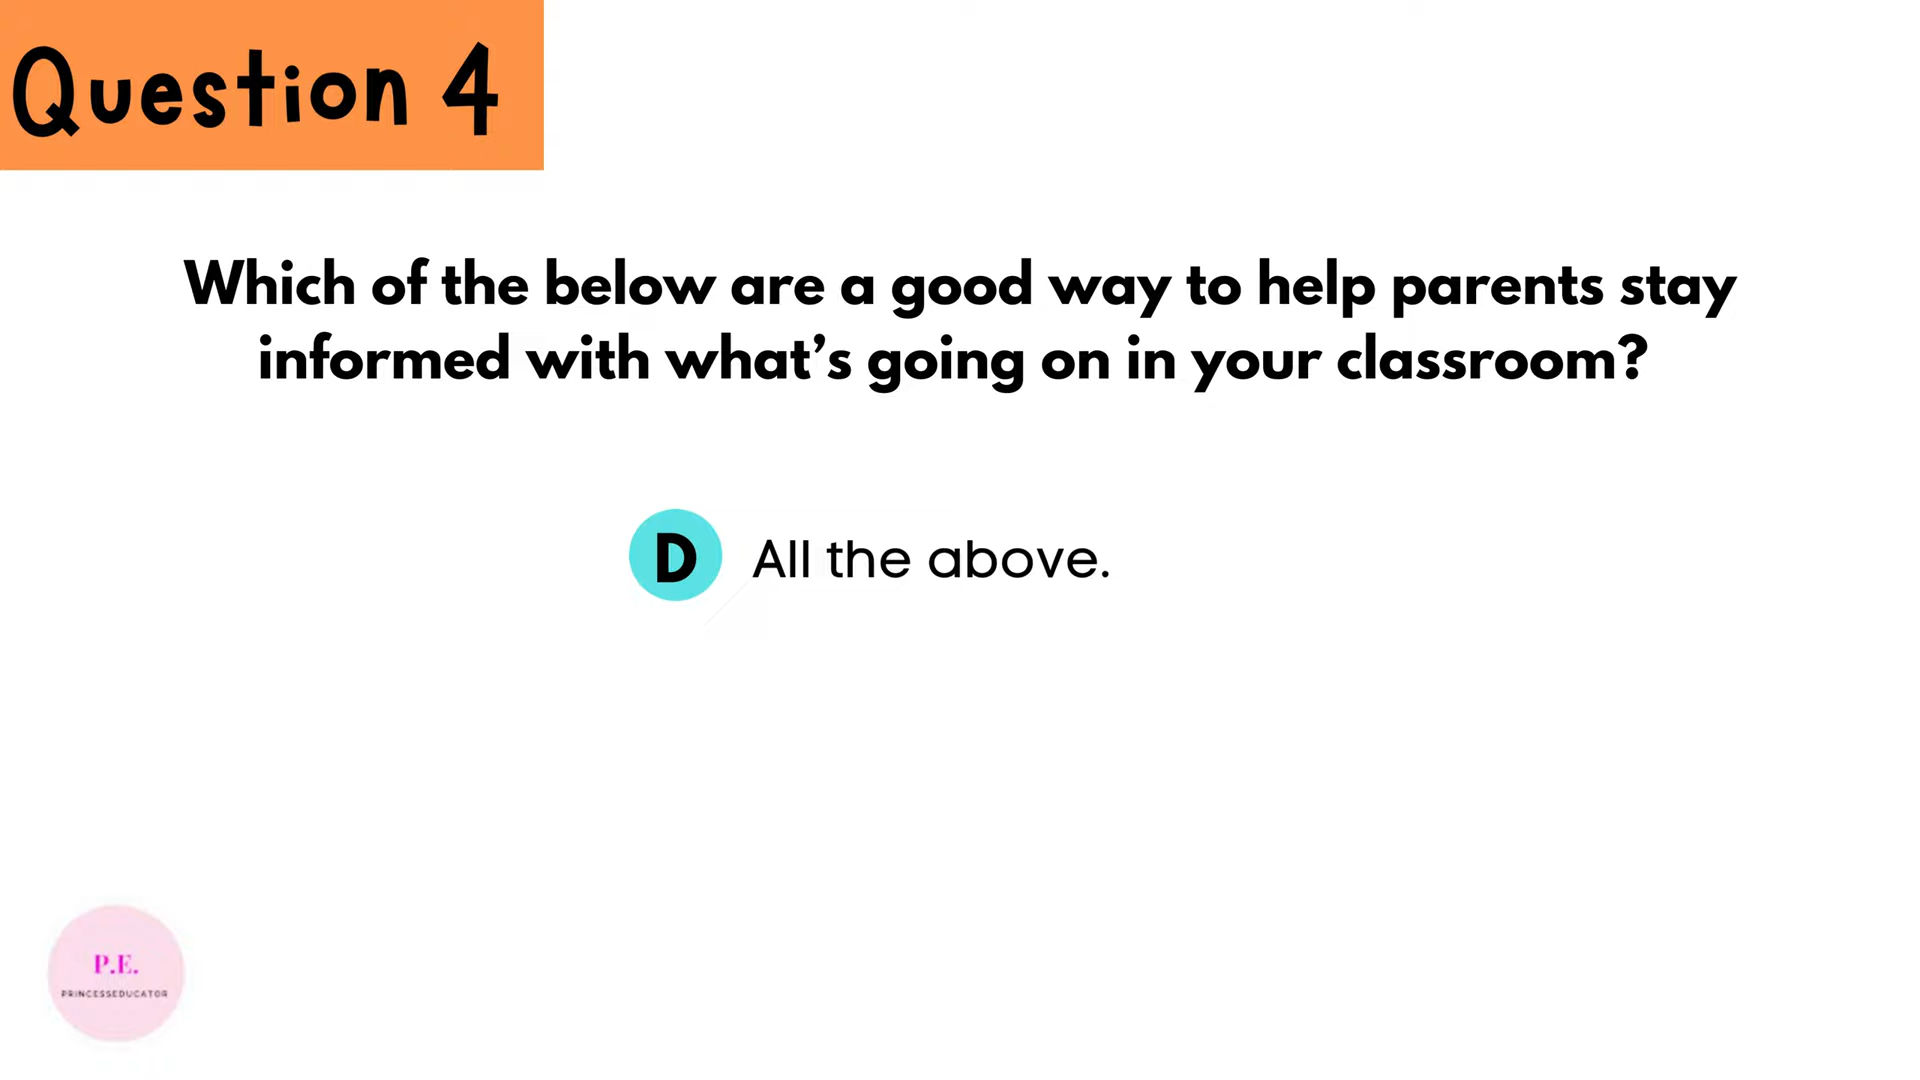 Question 4
Which of the below are a good way to help parents stay
informed with what’s going on in your classroom?
D All the above.
P.E.
PRINCESSEDUCATOR